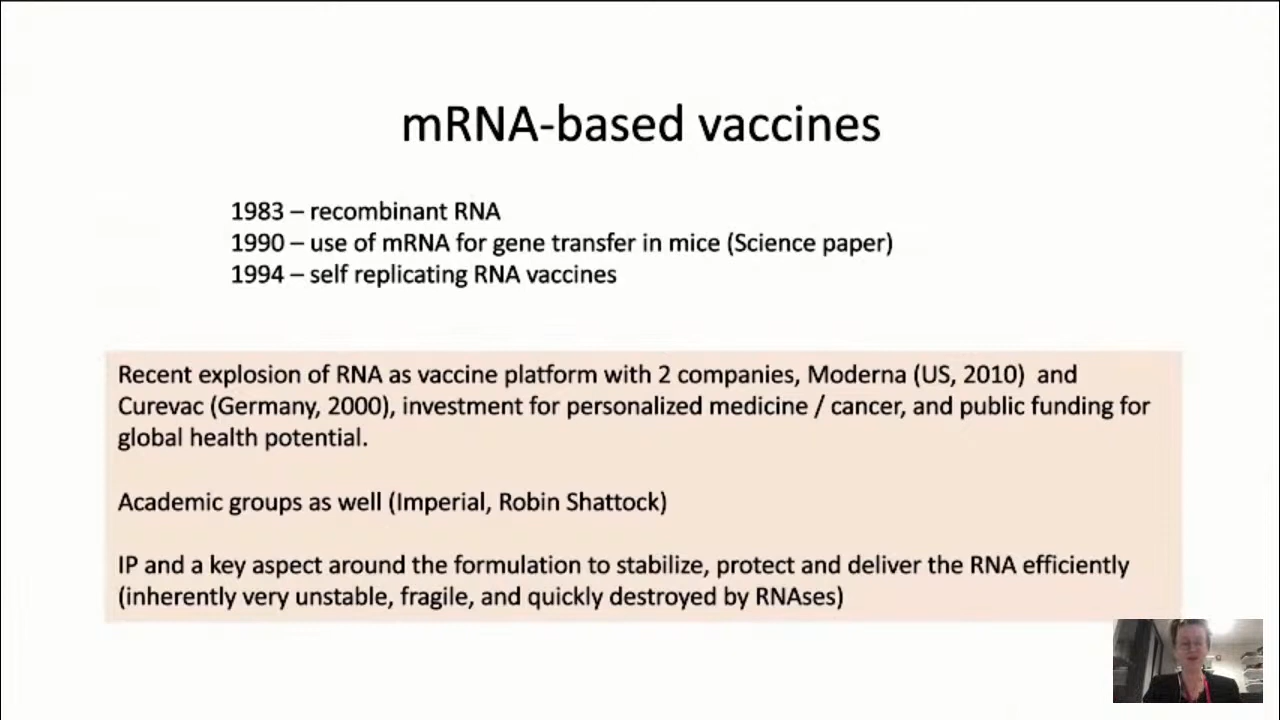 mRNA-based vaccines
1983 – recombinant RNA
1990 – use of mRNA for gene transfer in mice (Science paper)
1994 – self replicating RNA vaccines
Recent explosion of RNA as vaccine platform with 2 companies, Moderna (US, 2010)  and
Curevac (Germany, 2000), investment for personalized medicine / cancer, and public funding for
global health potential.
Academic groups as well (Imperial, Robin Shattock)
IP and a key aspect around the formulation to stabilize, protect and deliver the RNA efficiently
(inherently very unstable, fragile, and quickly destroyed by RNAses)